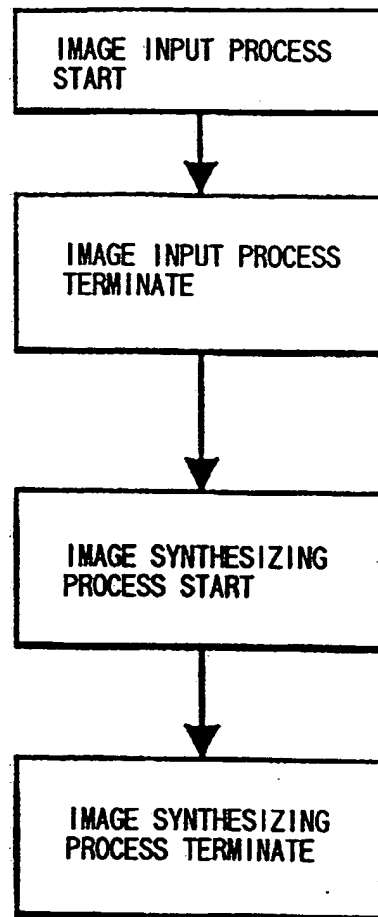 IMAGE INPUT PROCESS
START
IMAGE INPUT PROCESS
TERMINATE
IMAGE SYNTHESIZING
PROCESS START
IMAGE SYNTHESIZING
PROCESS TERMINATE